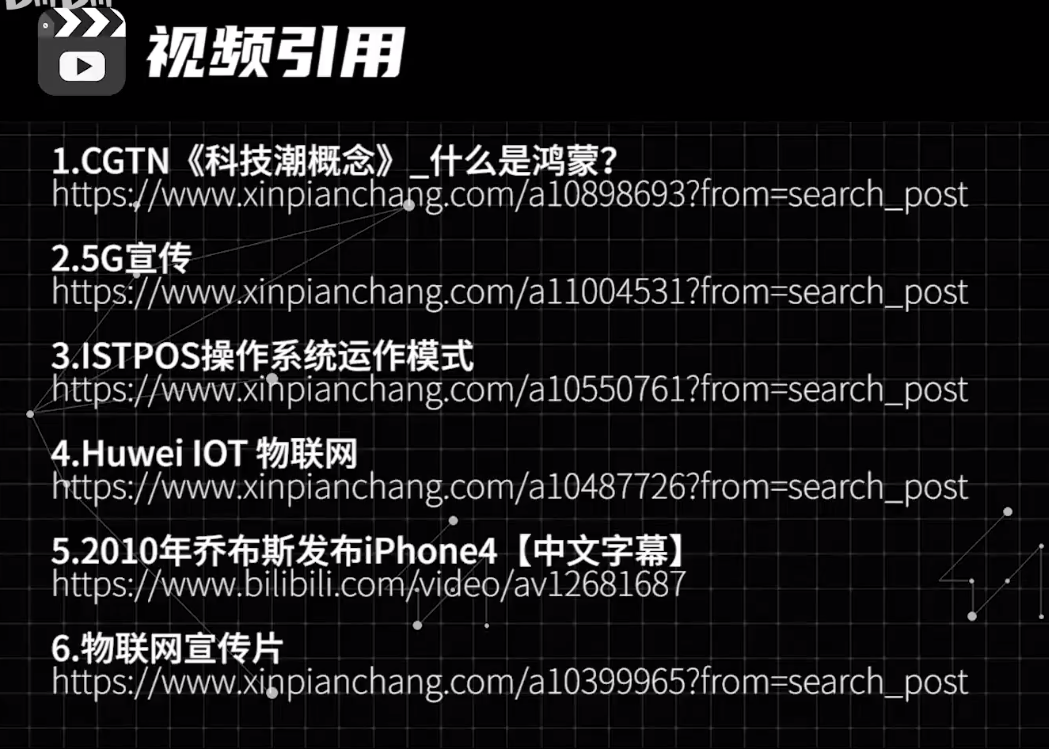 视频引用
1.CGTN《科技潮概念》_什么是鸿蒙?
https://www.xinpianchang.com/a10898693?from=search_post
2.5G宣传
https://www.xinpianchang.com/a11004531?from=search_post
3.ISTPOS操作系统运作模式
https://www.xinpianchang.com/a10550761?from=search_post
4.Huwei IOT 物联网
https://www.xinpianchang.com/a10487726?from=search_post
5.2010年乔布斯发布iPhone4【中文字幕】
https://www.bilibili.com/video/av12681687
6.物联网宣传片
https://www.xinpianchang.com/a10399965?from=search_post